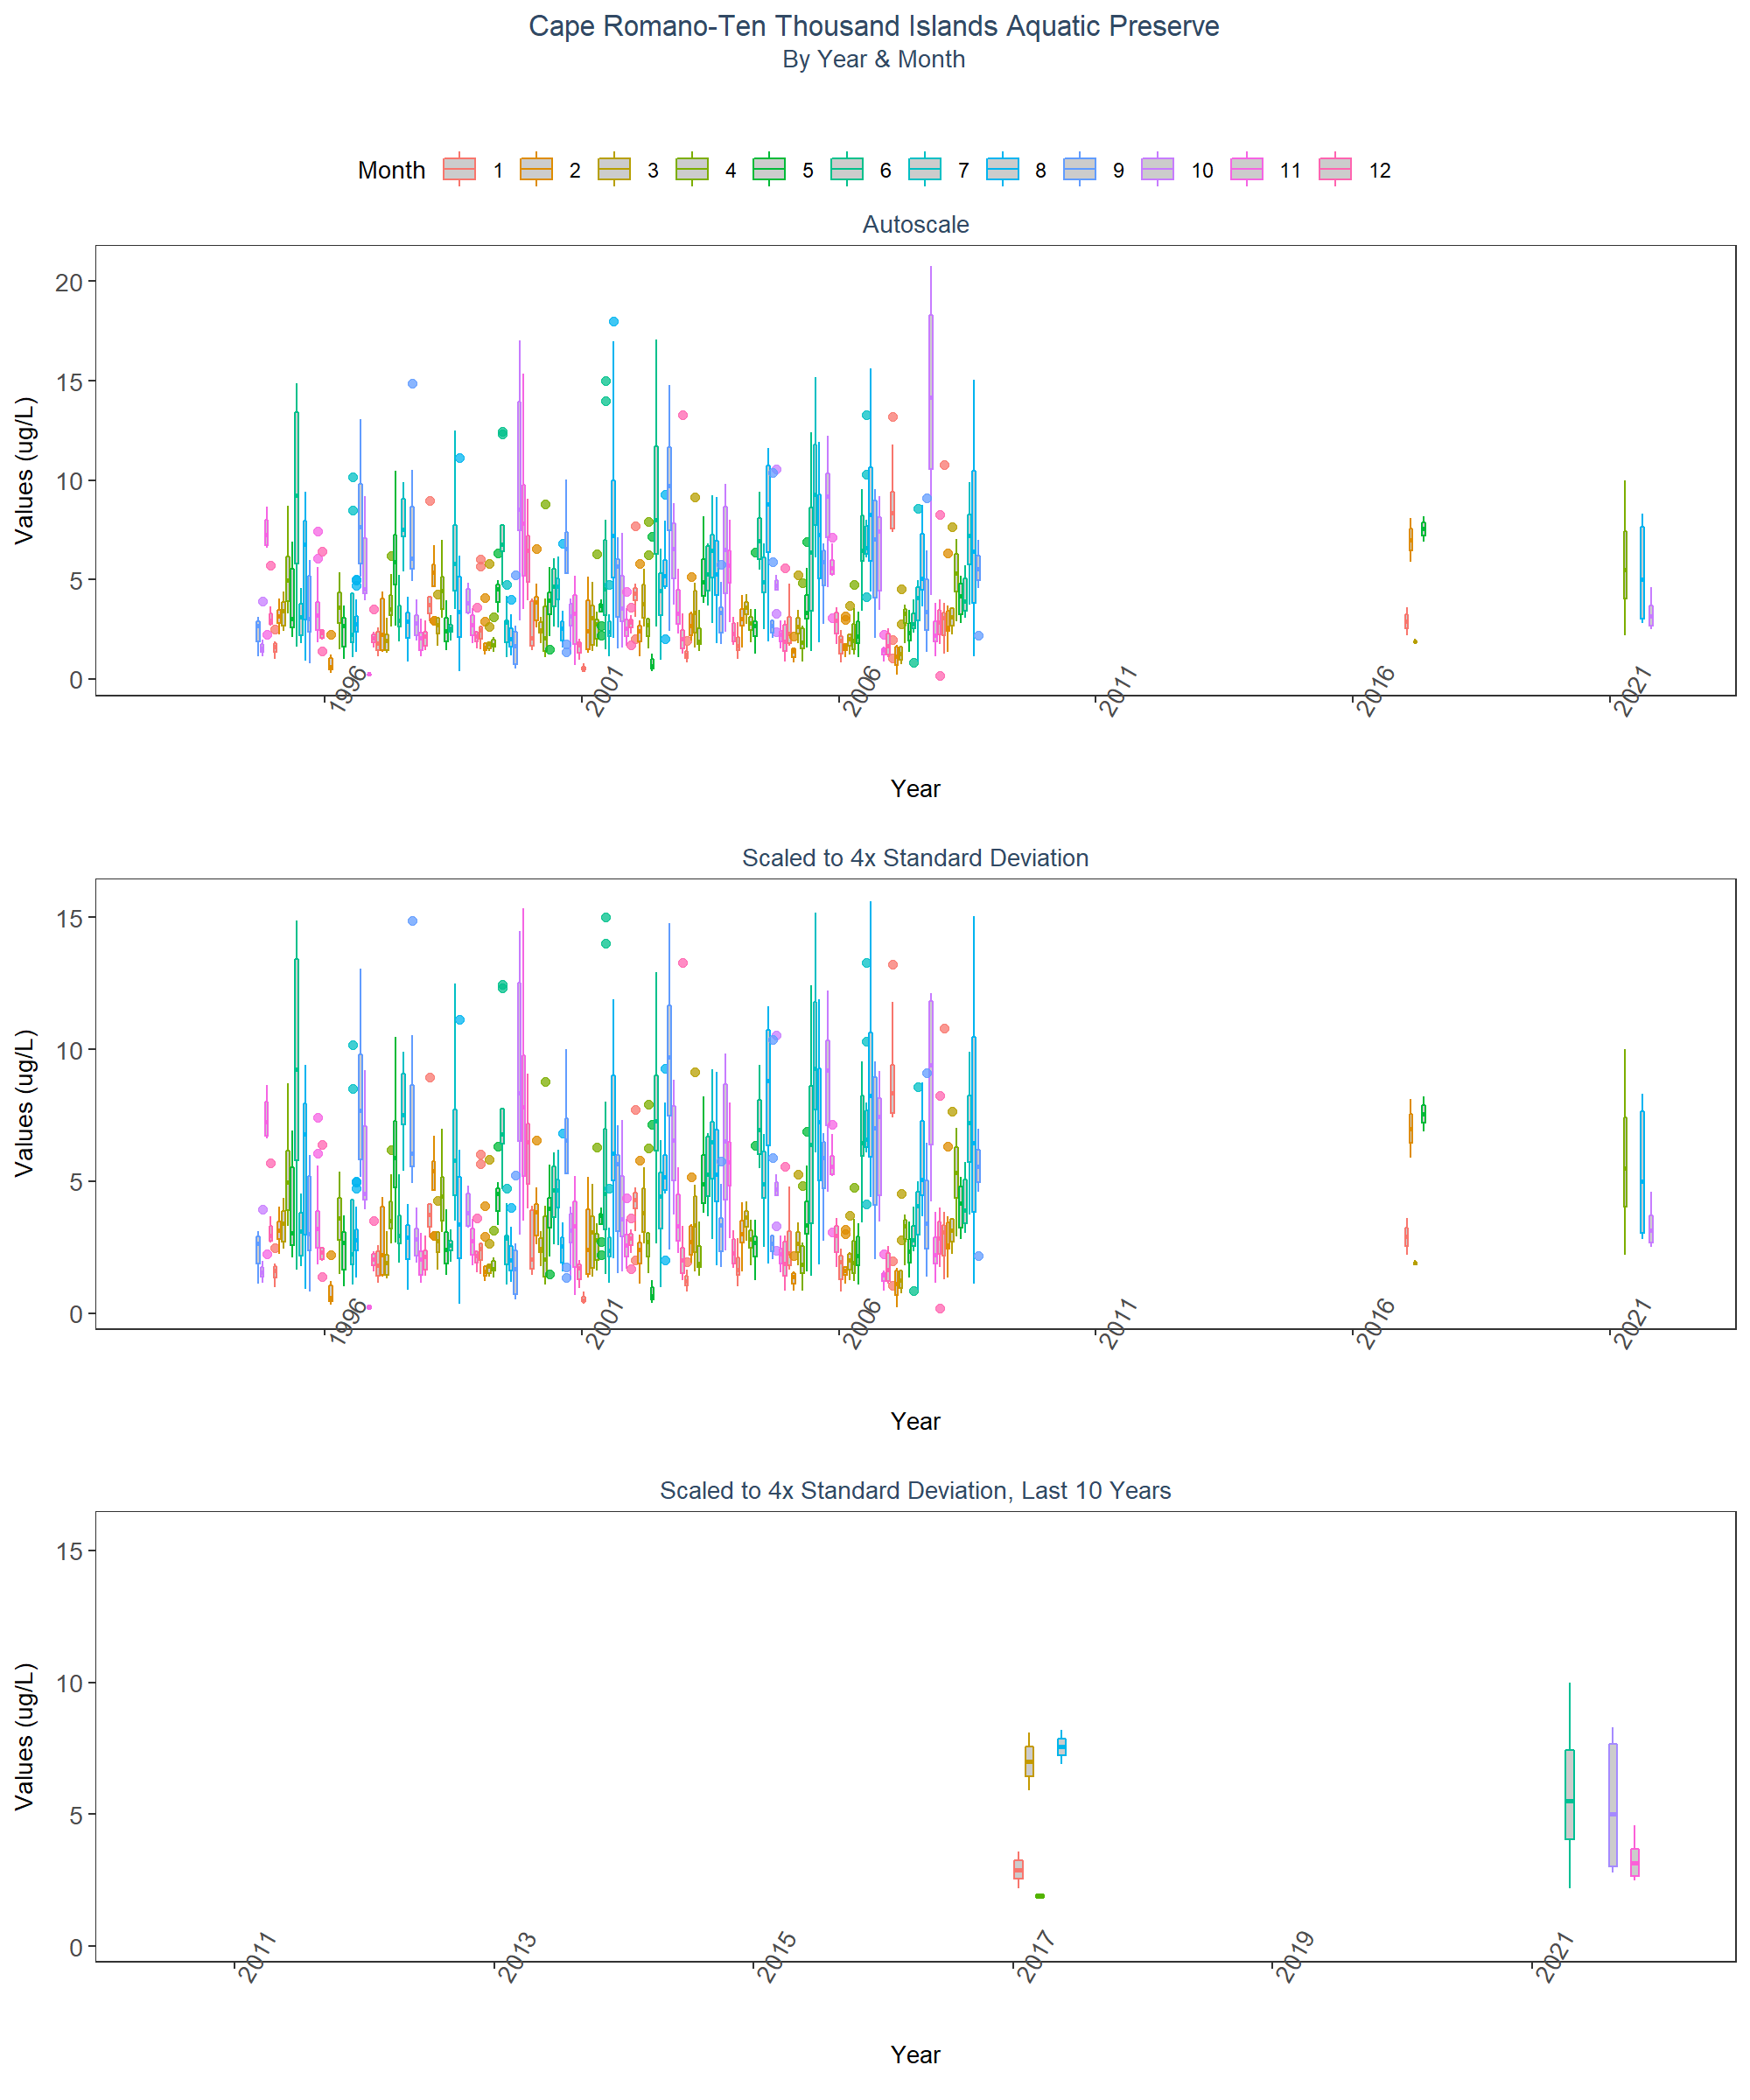 Cape Romano-Ten Thousand Islands Aquatic Preserve
By Year & Month
Month 1 2 3 4 5 6 7 8 9 10 11 12
Autoscale
Values (ug/L)
20
15
10
5
0
1996 2001 2006 2011 2016 2021
Year
Scaled to 4x Standard Deviation
Values (ug/L)
15
10
5
0
1996 2001 2006 2011 2016 2021
Year
Scaled to 4x Standard Deviation, Last 10 Years
Values (ug/L)
15
10
5
0
2011 2013 2015 2017 2019 2021
Year